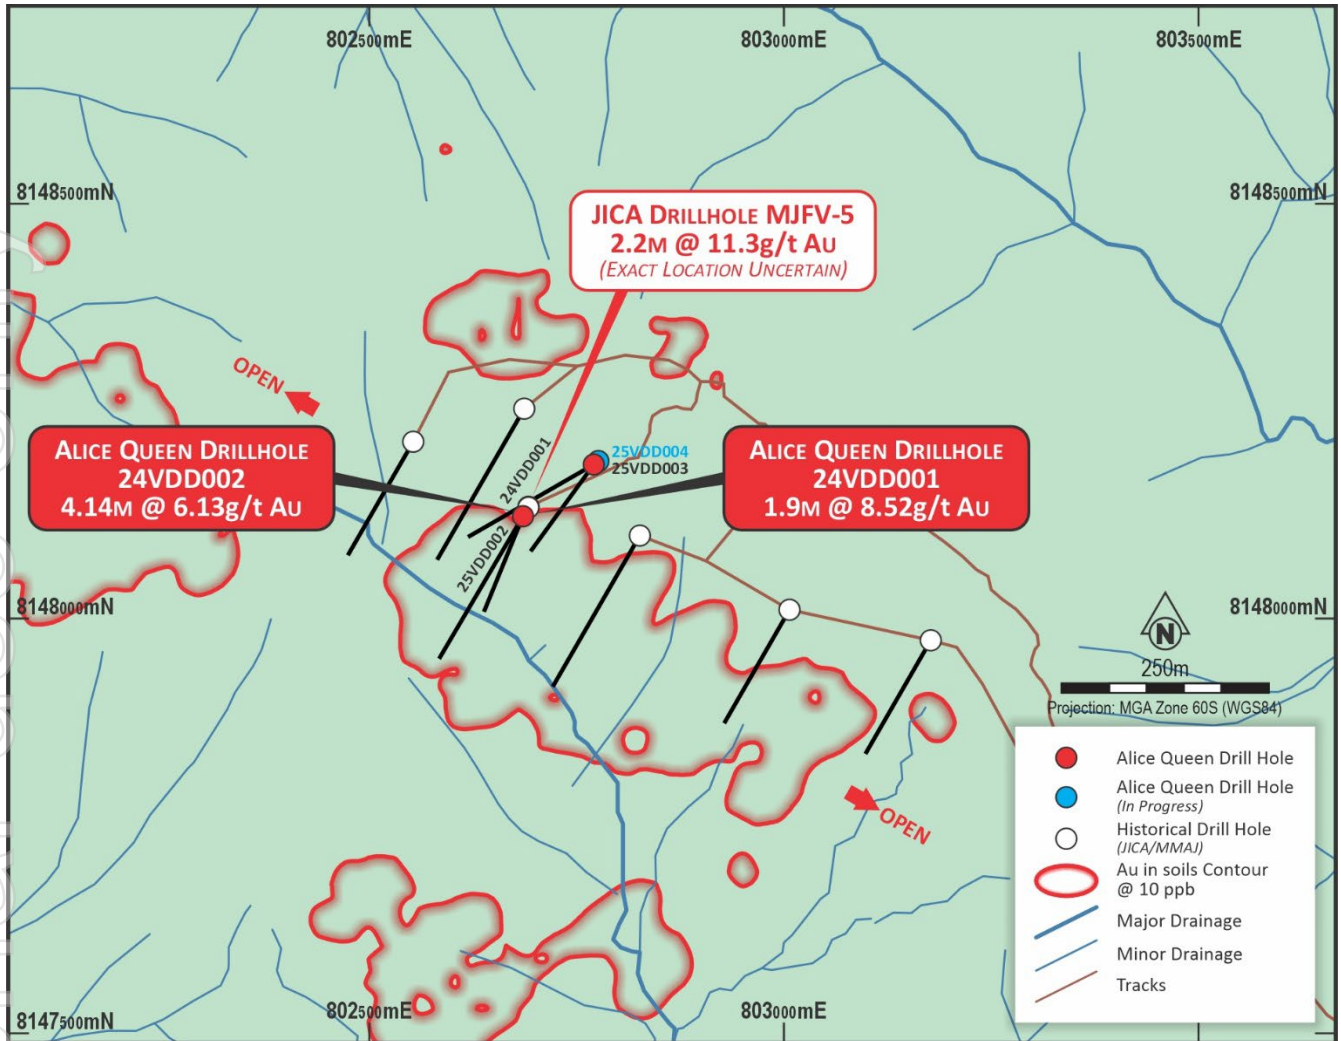 802500mE
803000mE
803500mE
8148500mN
8148500mN
JICA DRILLHOLE MJFV-5
2.2M @ 11.3g/t AU
(EXACT LOCATION UNCERTAIN)
OPEN
ALICE QUEEN DRILLHOLE
24VDD002
4.14M @ 6.13g/t AU
24VDD001
25VDD004
25VDD003
ALICE QUEEN DRILLHOLE
24VDD001
1.9M @ 8.52g/t AU
25VDD002
8148000mN
8148000mN
N
250m
Projection: MGA Zone 60S (WGS84)
OPEN
Alice Queen Drill Hole
Alice Queen Drill Hole
(In Progress)
Historical Drill Hole
(JICA/MMAJ)
Au in soils Contour
@ 10 ppb
Major Drainage
Minor Drainage
Tracks
802500mE
803000mE
8147500mN